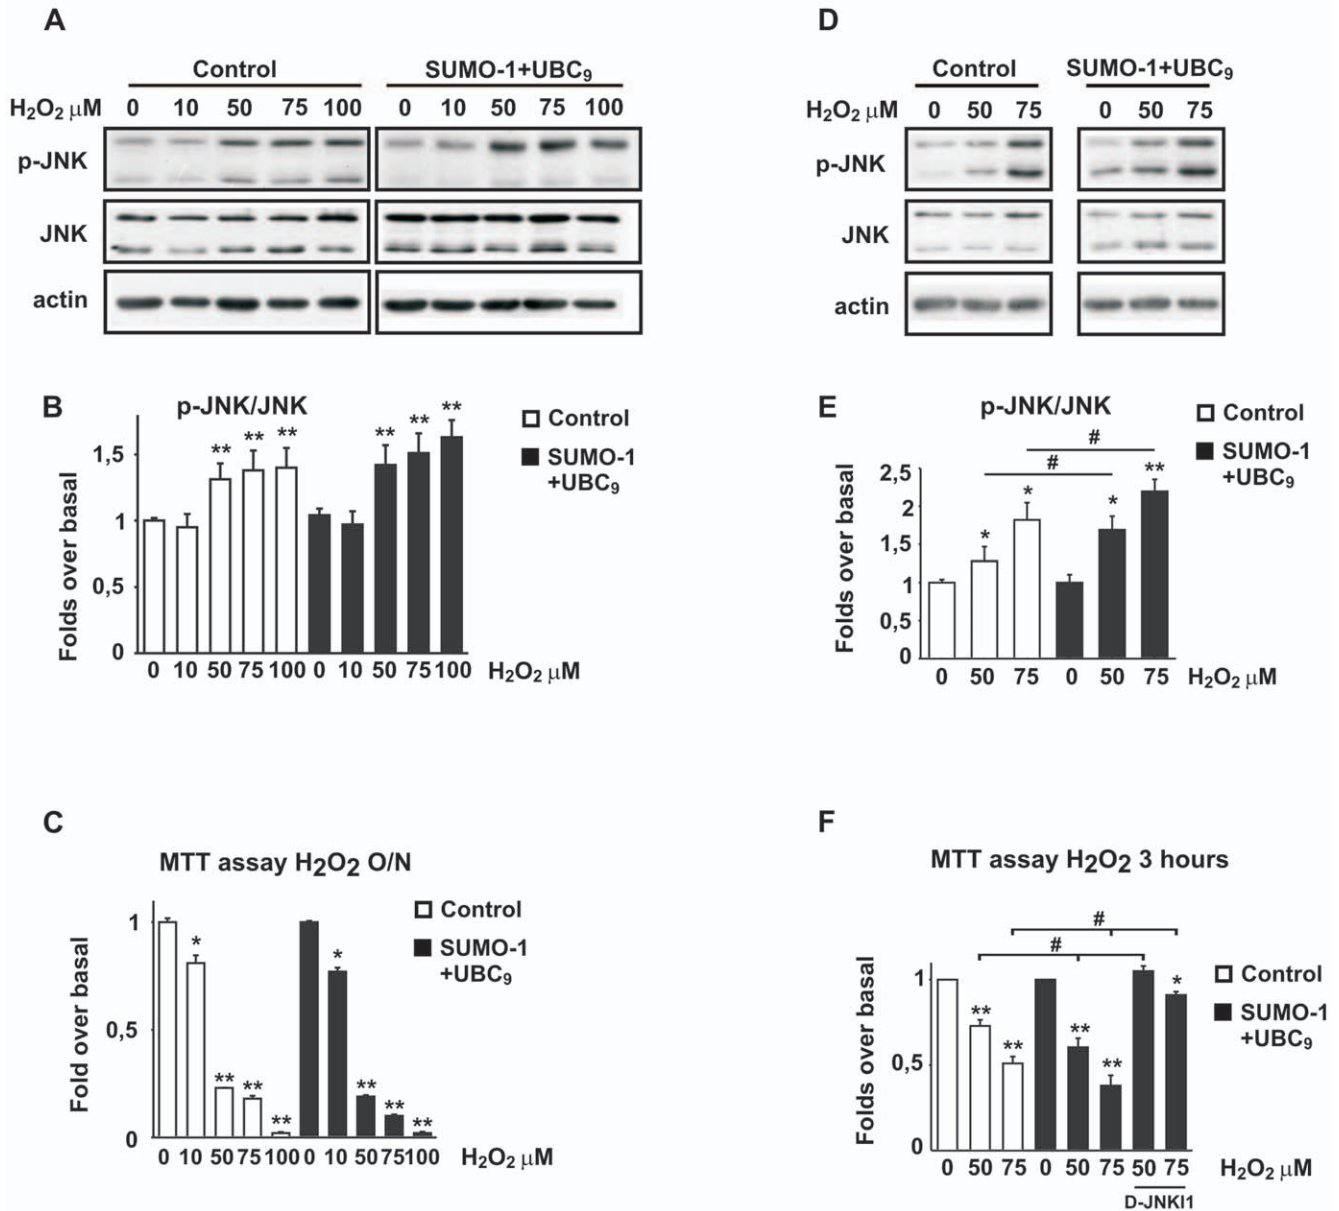 A
Control SUMO-1+UBC₉
H₂O₂ μM 0 10 50 75 100 0 10 50 75 100
p-JNK
JNK
actin
B
p-JNK/JNK
Control
SUMO-1
+UBC₉
Folds over basal
1,5
1
0,5
0
** ** ** ** ** **
0 10 50 75 100 0 10 50 75 100 H₂O₂ μM
C
MTT assay H₂O₂ O/N
Control
SUMO-1
+UBC₉
Fold over basal
1
0,5
0
* ** ** ** * ** ** **
0 10 50 75 100 0 10 50 75 100 H₂O₂ μM
D
Control SUMO-1+UBC₉
H₂O₂ μM 0 50 75 0 50 75
p-JNK
JNK
actin
E
p-JNK/JNK
Control
SUMO-1
+UBC₉
Folds over basal
2,5
2
1,5
1
0,5
0
#
#
* * * **
0 50 75 0 50 75 H₂O₂ μM
F
MTT assay H₂O₂ 3 hours
Control
SUMO-1
+UBC₉
Folds over basal
1
0,5
0
#
#
** ** ** ** *
0 50 75 0 50 75 50 75 H₂O₂ μM
D-JNKI1